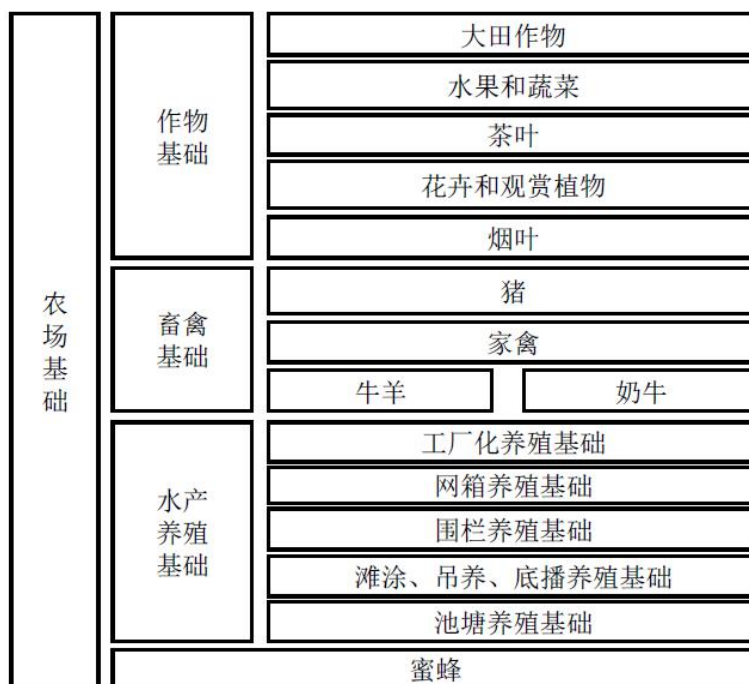 农
场
基
础
作物
基础
大田作物
水果和蔬菜
茶叶
花卉和观赏植物
烟叶
畜禽
基础
猪
家禽
牛羊
奶牛
水产
养殖
基础
工厂化养殖基础
网箱养殖基础
围栏养殖基础
滩涂、吊养、底播养殖基础
池塘养殖基础
蜜蜂